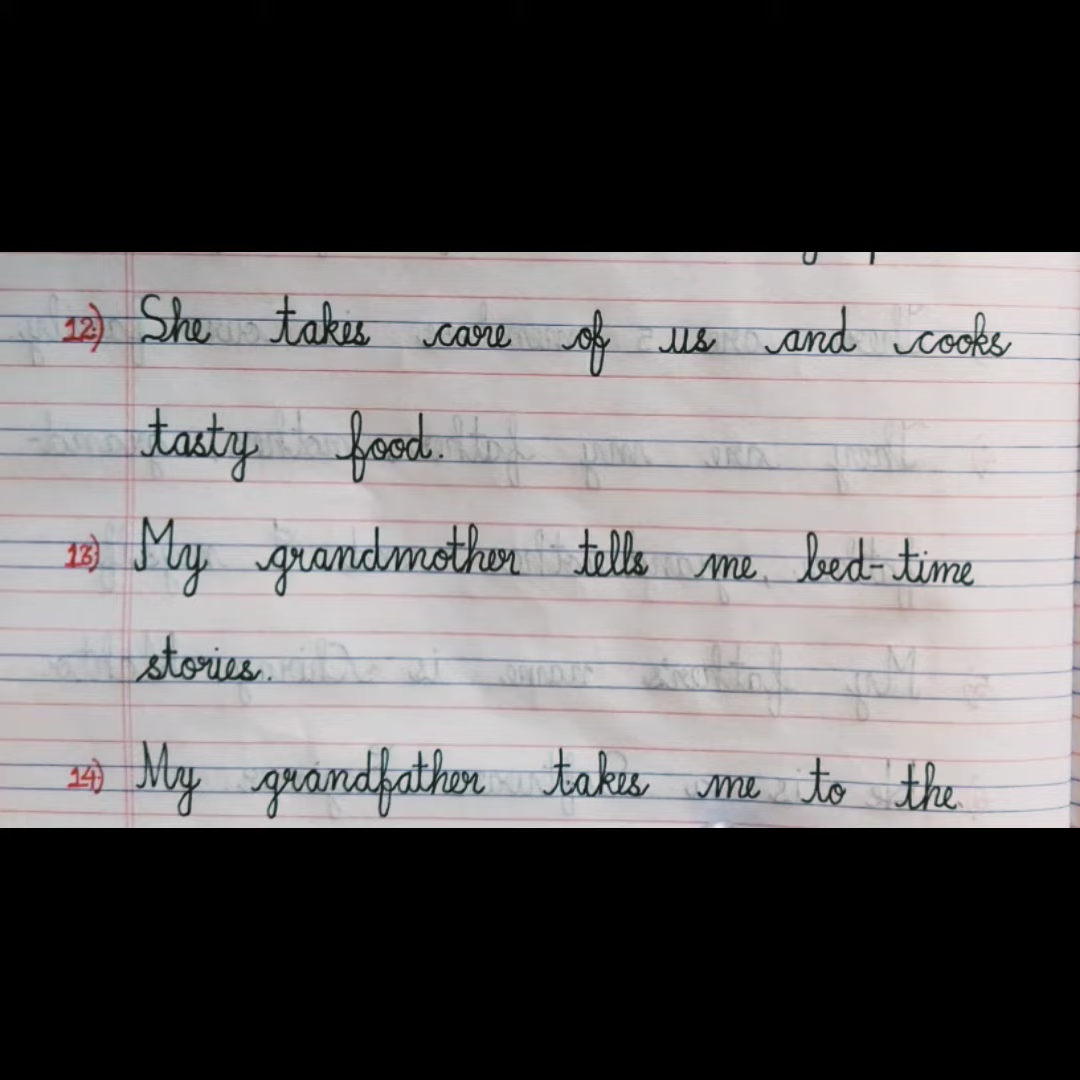 12) She takes care of us and cooks
tasty food.
13) My grandmother tells me bed-time
stories.
14) My grandfather takes me to the